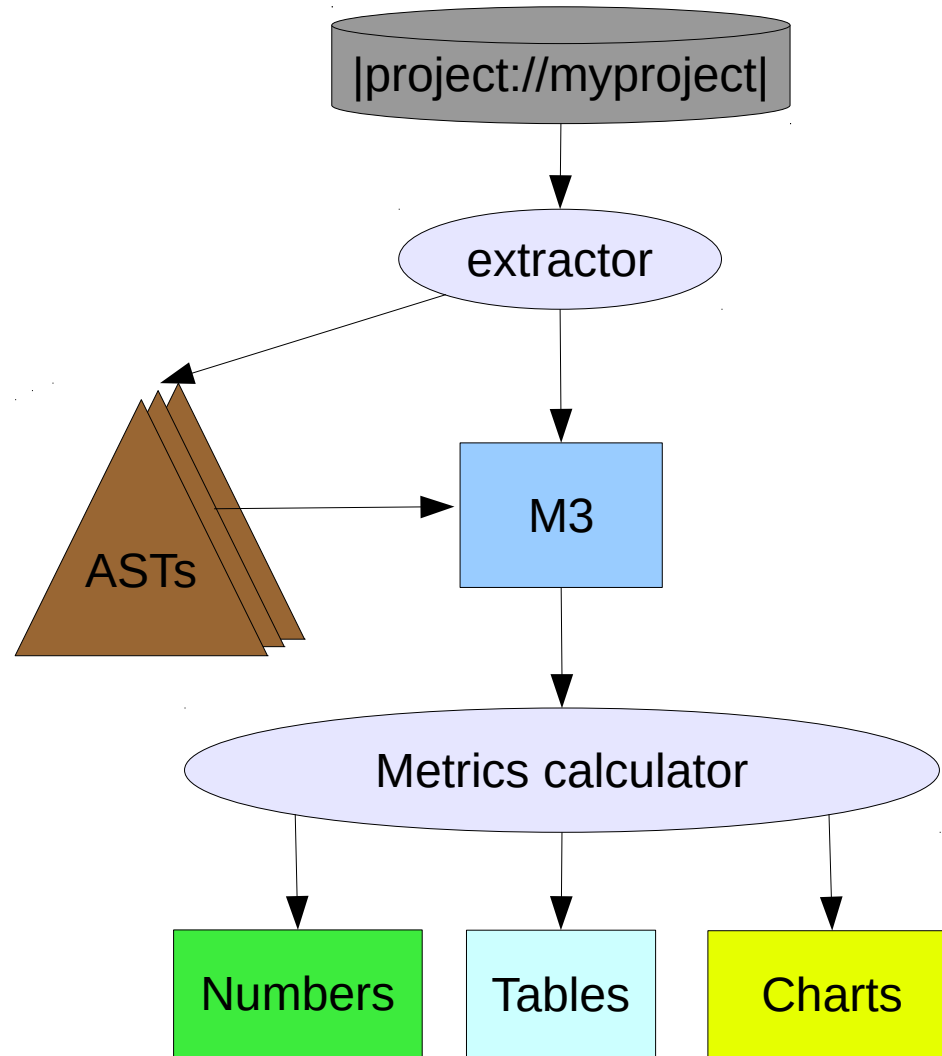 |project://myproject|
extractor
M3
ASTs
Metrics calculator
Numbers
Tables
Charts